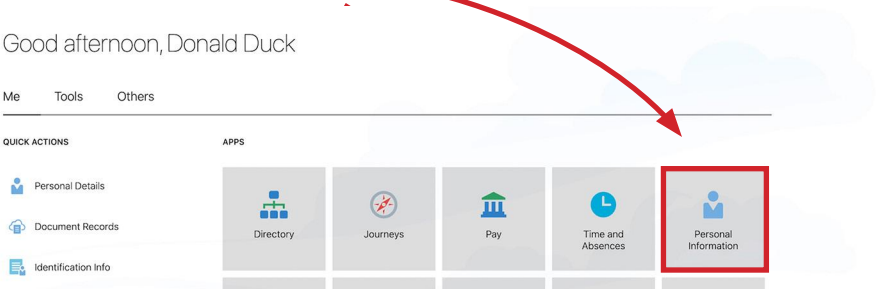 Good afternoon, Donald Duck
Me Tools Others
QUICK ACTIONS
Personal Details
Document Records
Identification Info
APPS
Directory
Journeys
Pay
Time and
Absences
Personal
Information